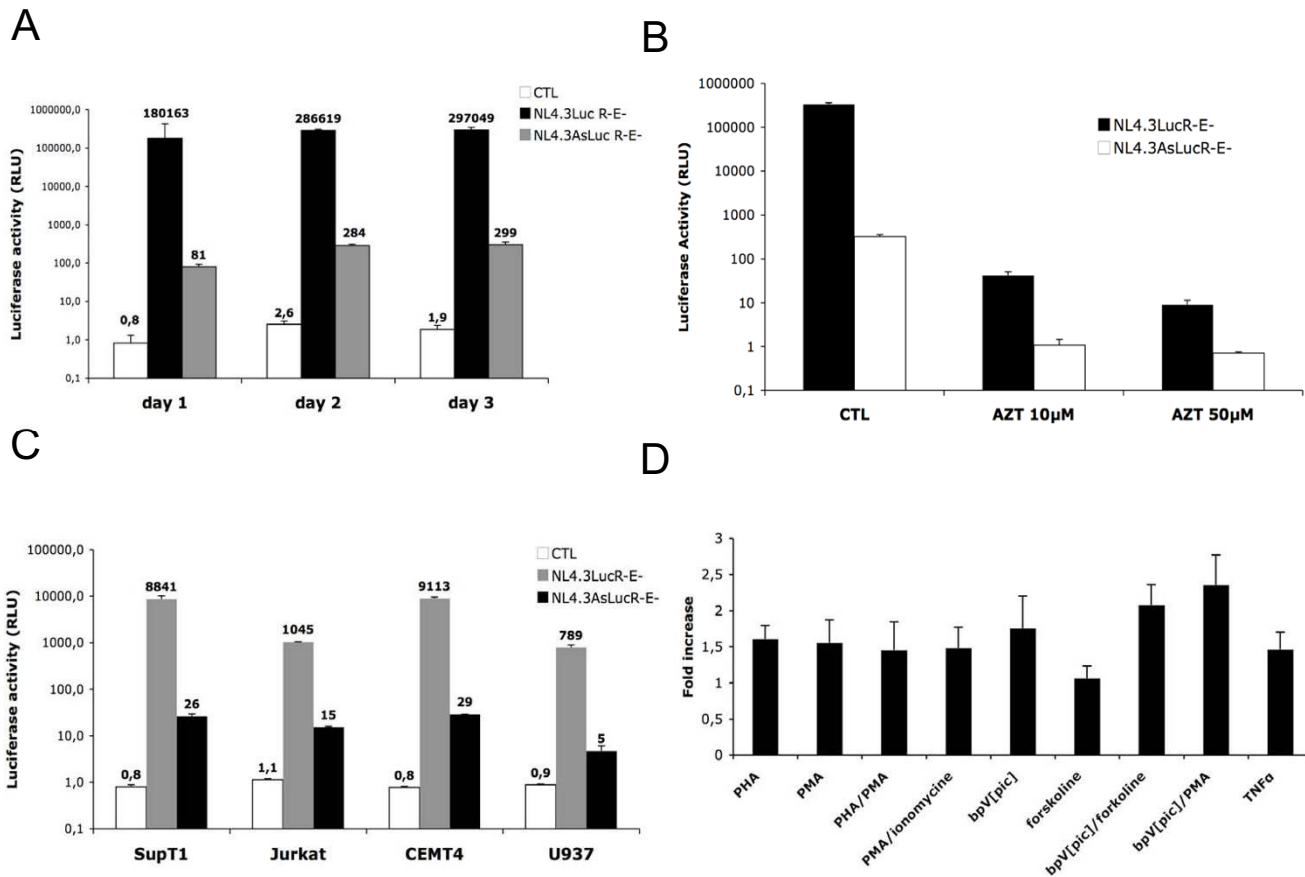 A
CTL
NL4.3Luc R-E-
NL4.3AsLuc R-E-
Luciferase activity (RLU)
1000000,0
100000,0
10000,0
1000,0
100,0
10,0
1,0
0,1
0,8
180163
81
2,6
286619
284
1,9
297049
299
day 1
day 2
day 3
B
NL4.3LucR-E-
NL4.3AsLucR-E-
Luciferase Activity (RLU)
1000000
100000
10000
1000
100
10
1
0,1
CTL
AZT 10µM
AZT 50µM
C
CTL
NL4.3LucR-E-
NL4.3AsLucR-E-
Luciferase activity (RLU)
100000,0
10000,0
1000,0
100,0
10,0
1,0
0,1
0,8
8841
26
1,1
1045
15
0,8
9113
29
0,9
789
5
SupT1
Jurkat
CEMT4
U937
D
Fold increase
3
2,5
2
1,5
1
0,5
0
PHA
PMA
PHA/PMA
PMA/ionomycine
bpV[pic]
forskoline
bpV[pic]/forkoline
bpV[pic]/PMA
TNFα